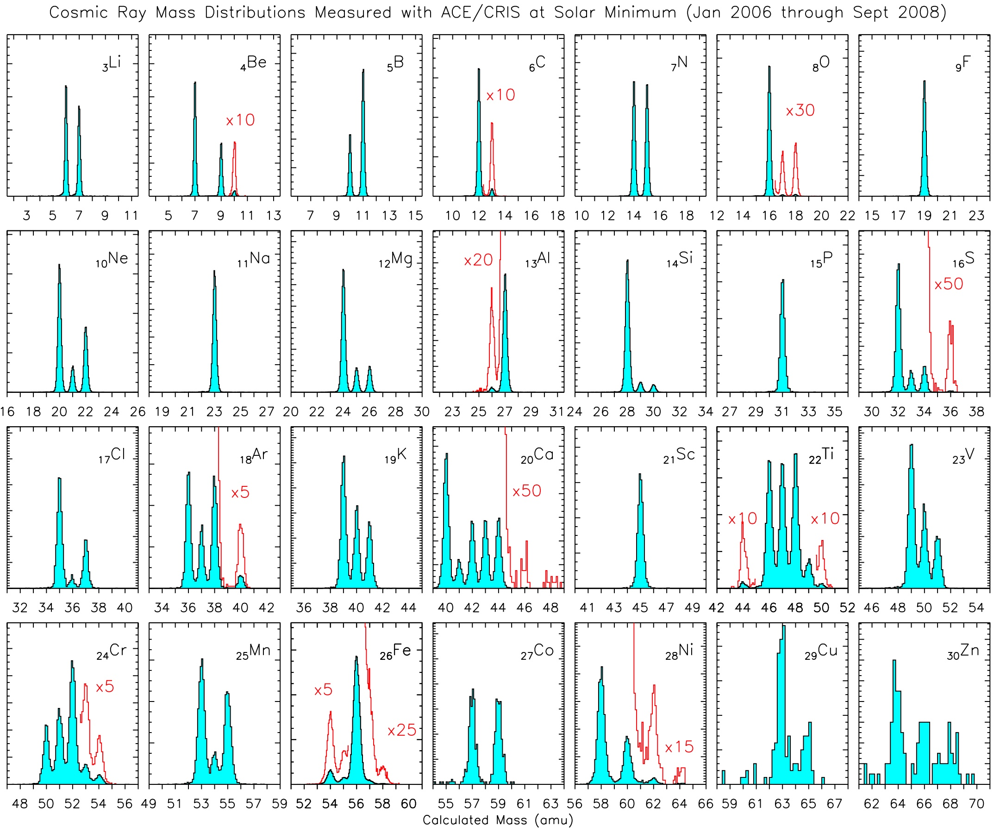 Cosmic Ray Mass Distributions Measured with ACE/CRIS at Solar Minimum (Jan 2006 through Sept 2008)
3Li
4Be
x10
5B
6C
x10
7N
8O
x30
9F
3 5 7 9 11
5 7 9 11 13
7 9 11 13 15
10 12 14 16 18
10 12 14 16 18
12 14 16 18 20 22
15 17 19 21 23
10Ne
11Na
12Mg
x20
13Al
14Si
15P
16S
x50
16 18 20 22 24 26
19 21 23 25 27
20 22 24 26 28 30
23 25 27 29 31
24 26 28 30 32 34
27 29 31 33 35
30 32 34 36 38
17Cl
18Ar
x5
19K
20Ca
x50
21Sc
22Ti
x10
x10
23V
32 34 36 38 40
34 36 38 40 42
36 38 40 42 44
40 42 44 46 48
41 43 45 47 49
42 44 46 48 50 52
46 48 50 52 54
24Cr
x5
25Mn
26Fe
x5
x25
27Co
28Ni
x15
29Cu
30Zn
48 50 52 54 56
49 51 53 55 57 59
52 54 56 58 60
55 57 59 61 63
56 58 60 62 64 66
59 61 63 65 67
62 64 66 68 70
Calculated Mass (amu)